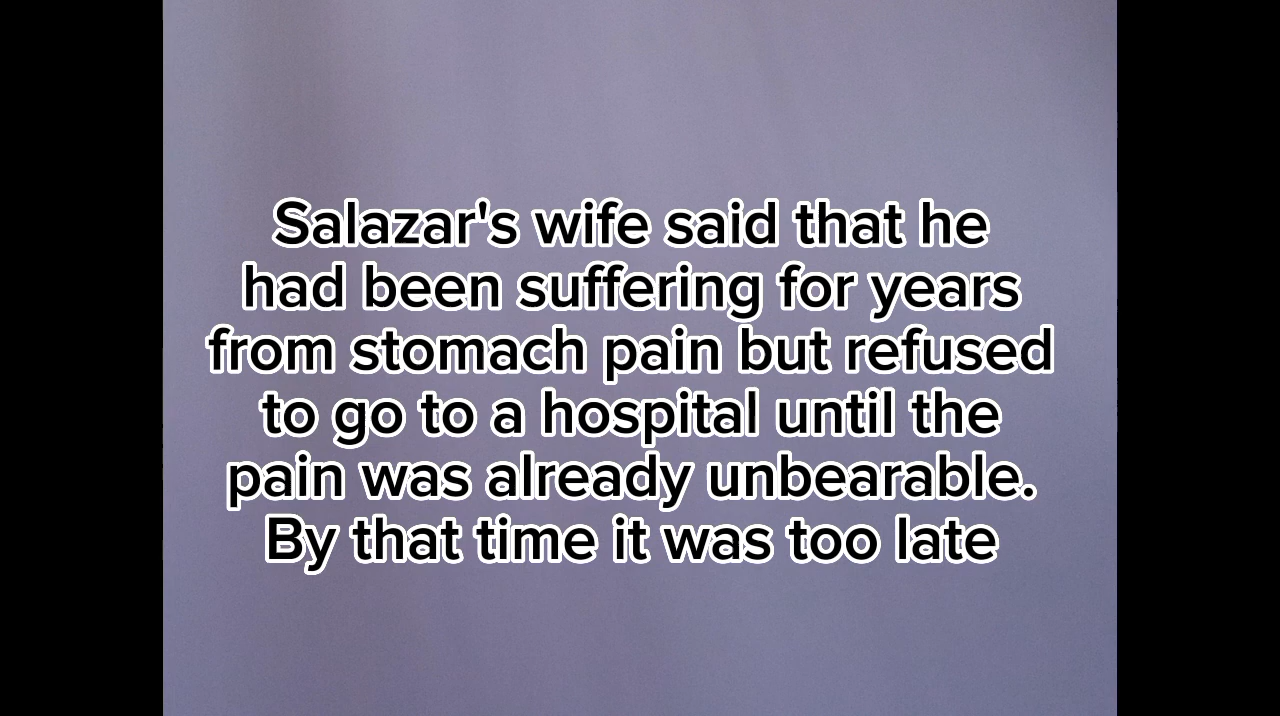 Salazar's wife said that he
had been suffering for years
from stomach pain but refused
to go to a hospital until the
pain was already unbearable.
By that time it was too late